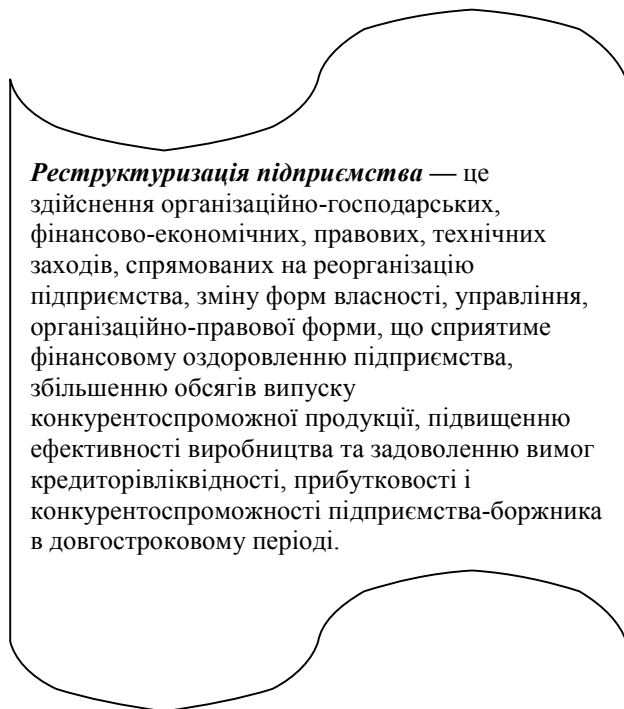 Реструктуризація підприємства — це
здійснення організаційно-господарських,
фінансово-економічних, правових, технічних
заходів, спрямованих на реорганізацію
підприємства, зміну форм власності, управління,
організаційно-правової форми, що сприятиме
фінансовому оздоровленню підприємства,
збільшенню обсягів випуску
конкурентоспроможної продукції, підвищенню
ефективності виробництва та задоволенню вимог
кредиторівліквідності, прибутковості і
конкурентоспроможності підприємства-боржника
в довгостроковому періоді.